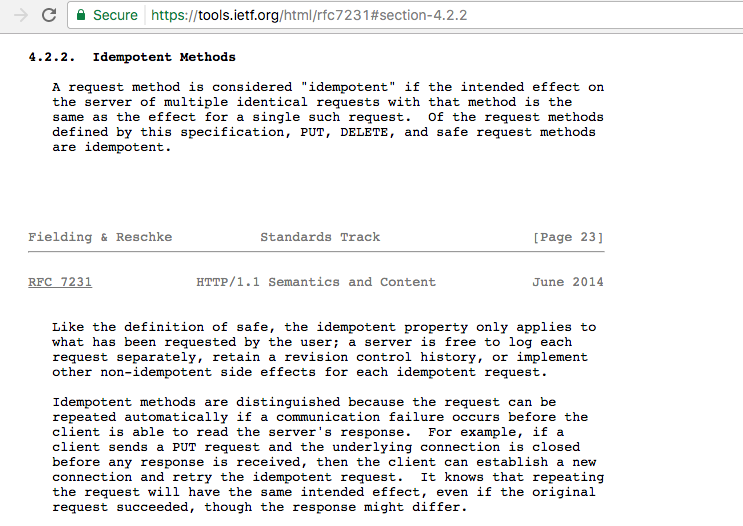 Secure https://tools.ietf.org/html/rfc7231#section-4.2.2
4.2.2. Idempotent Methods
A request method is considered "idempotent" if the intended effect on
the server of multiple identical requests with that method is the
same as the effect for a single such request. Of the request methods
defined by this specification, PUT, DELETE, and safe request methods
are idempotent.
Fielding & Reschke Standards Track [Page 23]
RFC 7231 HTTP/1.1 Semantics and Content June 2014
Like the definition of safe, the idempotent property only applies to
what has been requested by the user; a server is free to log each
request separately, retain a revision control history, or implement
other non-idempotent side effects for each idempotent request.
Idempotent methods are distinguished because the request can be
repeated automatically if a communication failure occurs before the
client is able to read the server's response. For example, if a
client sends a PUT request and the underlying connection is closed
before any response is received, then the client can establish a new
connection and retry the idempotent request. It knows that repeating
the request will have the same intended effect, even if the original
request succeeded, though the response might differ.